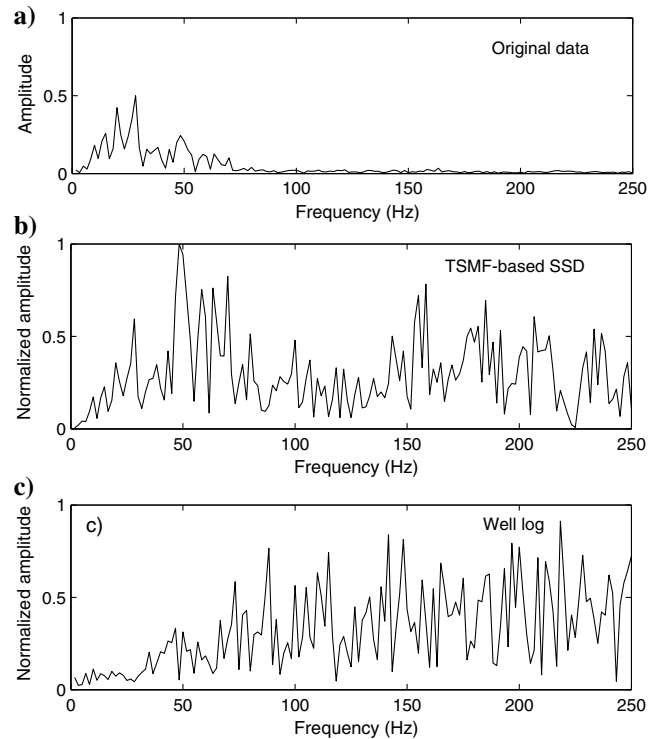 a)
1
0.5
0
Amplitude
Original data
0 50 100 150 200 250
Frequency (Hz)
b)
1
0.5
0
Normalized amplitude
TSMF-based SSD
0 50 100 150 200 250
Frequency (Hz)
c)
1
0.5
0
Normalized amplitude
c)
Well log
0 50 100 150 200 250
Frequency (Hz)